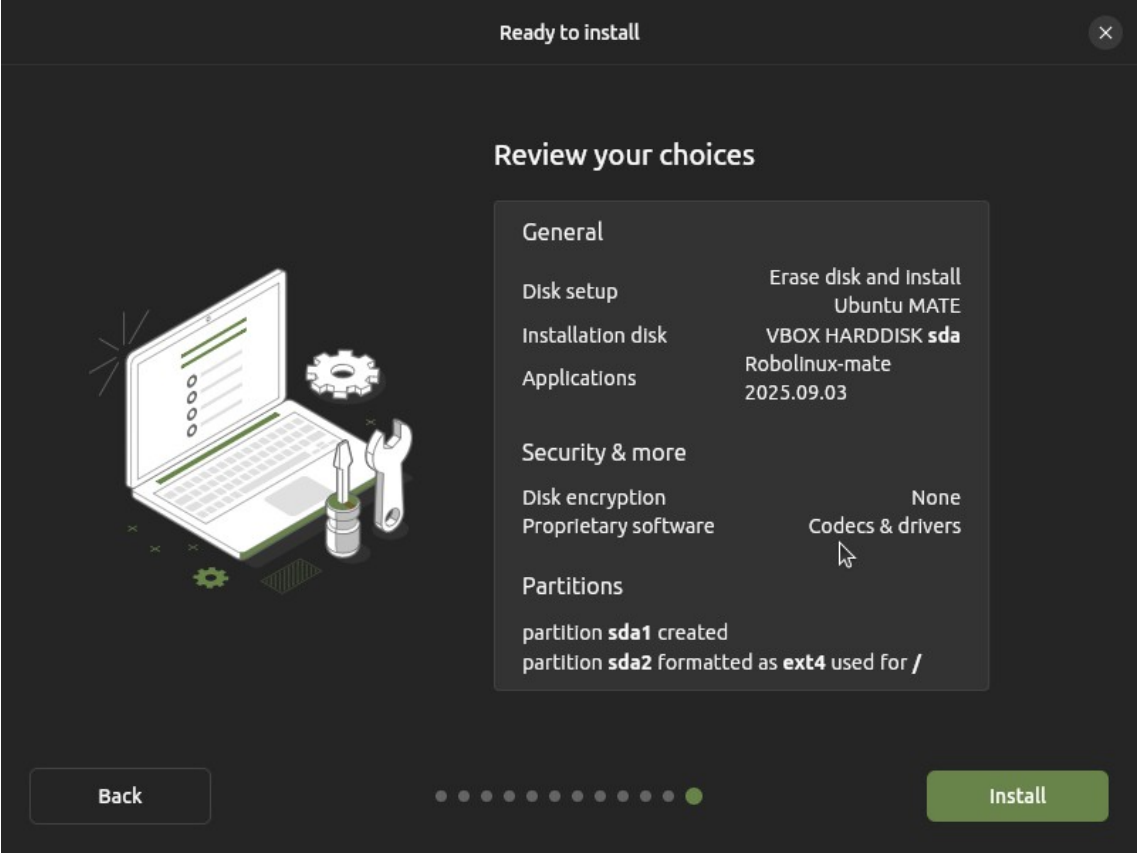 Ready to install
Review your choices
General
Disk setup
Erase disk and install
Ubuntu MATE
Installation disk
VBOX HARDDISK sda
Applications
Robolinux-mate
2025.09.03
Security & more
Disk encryption
None
Proprietary software
Codecs & drivers
Partitions
partition sda1 created
partition sda2 formatted as ext4 used for /
Back
Install